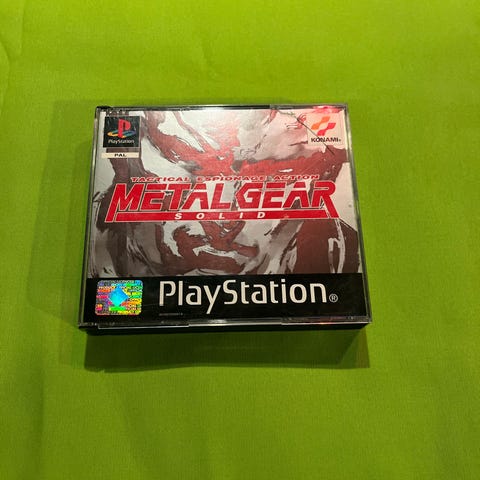 PlayStation
PAL
KONAMI
TACTICAL ESPIONAGE ACTION
METAL GEAR
SOLID
PlayStation®